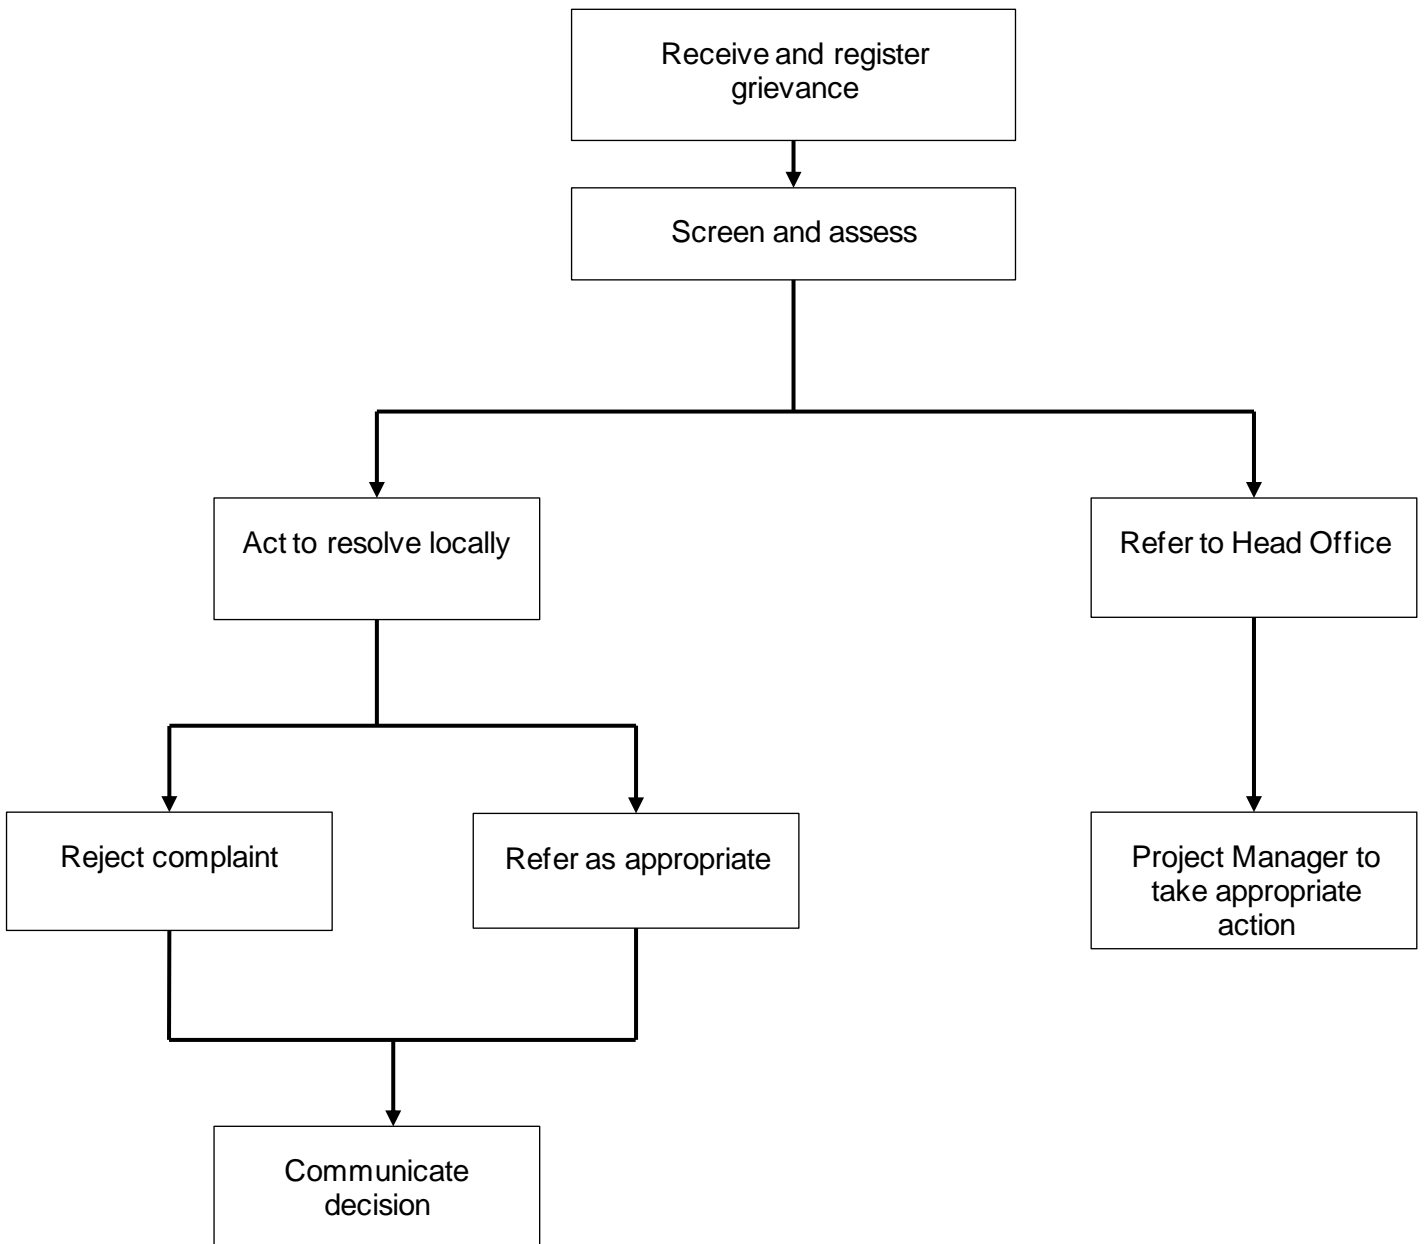 Receive and register
grievance
Screen and assess
Act to resolve locally
Refer to Head Office
Reject complaint
Refer as appropriate
Project Manager to
take appropriate
action
Communicate
decision